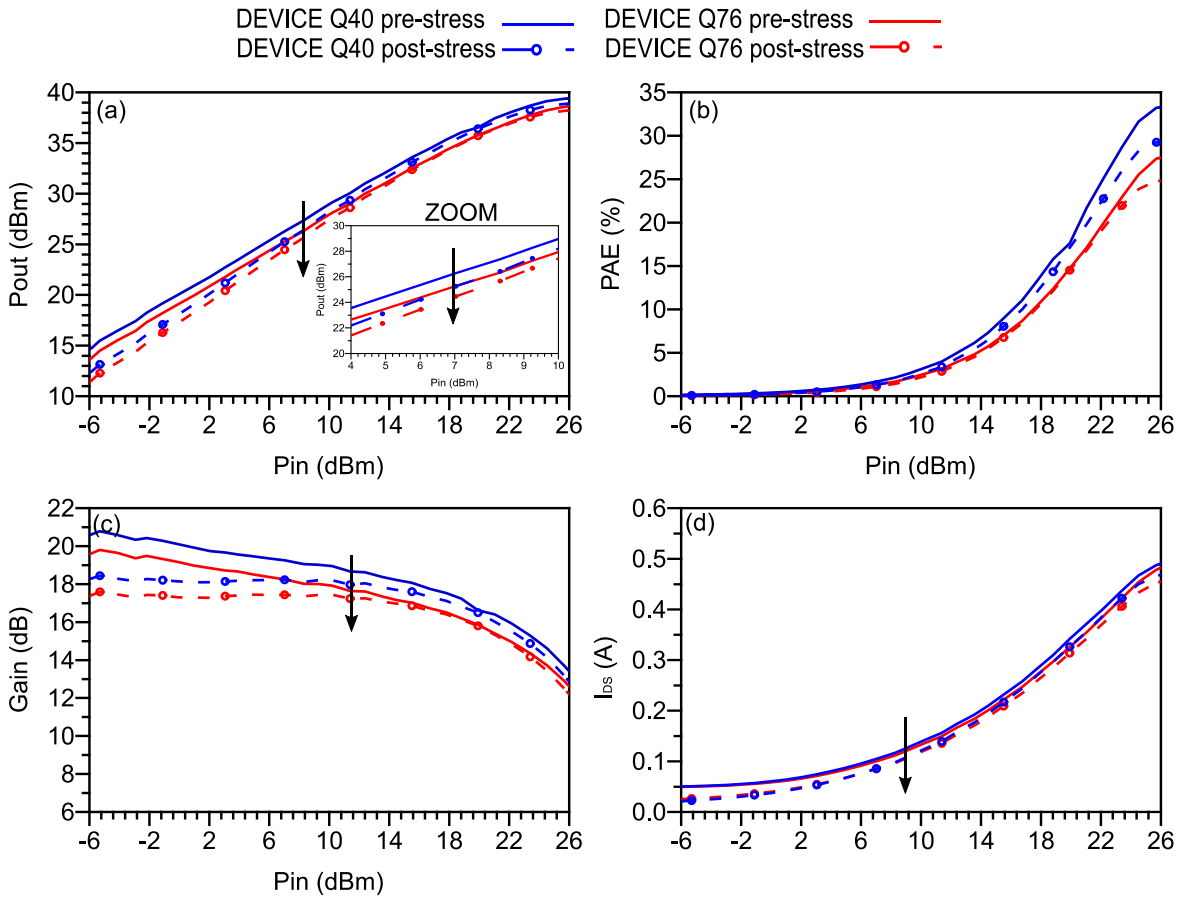 DEVICE Q40 pre-stress DEVICE Q76 pre-stress
DEVICE Q40 post-stress DEVICE Q76 post-stress
(a)
Pout (dBm)
40
35
30
25
20
15
10
-6 -2 2 6 10 14 18 22 26
Pin (dBm)
ZOOM
Pout (dBm)
30
28
26
24
22
20
4 5 6 7 8 9 10
Pin (dBm)
(b)
PAE (%)
35
30
25
20
15
10
5
0
-6 -2 2 6 10 14 18 22 26
Pin (dBm)
(c)
Gain (dB)
22
20
18
16
14
12
10
8
6
-6 -2 2 6 10 14 18 22 26
Pin (dBm)
(d)
IDS (A)
0.6
0.5
0.4
0.3
0.2
0.1
0.0
-6 -2 2 6 10 14 18 22 26
Pin (dBm)